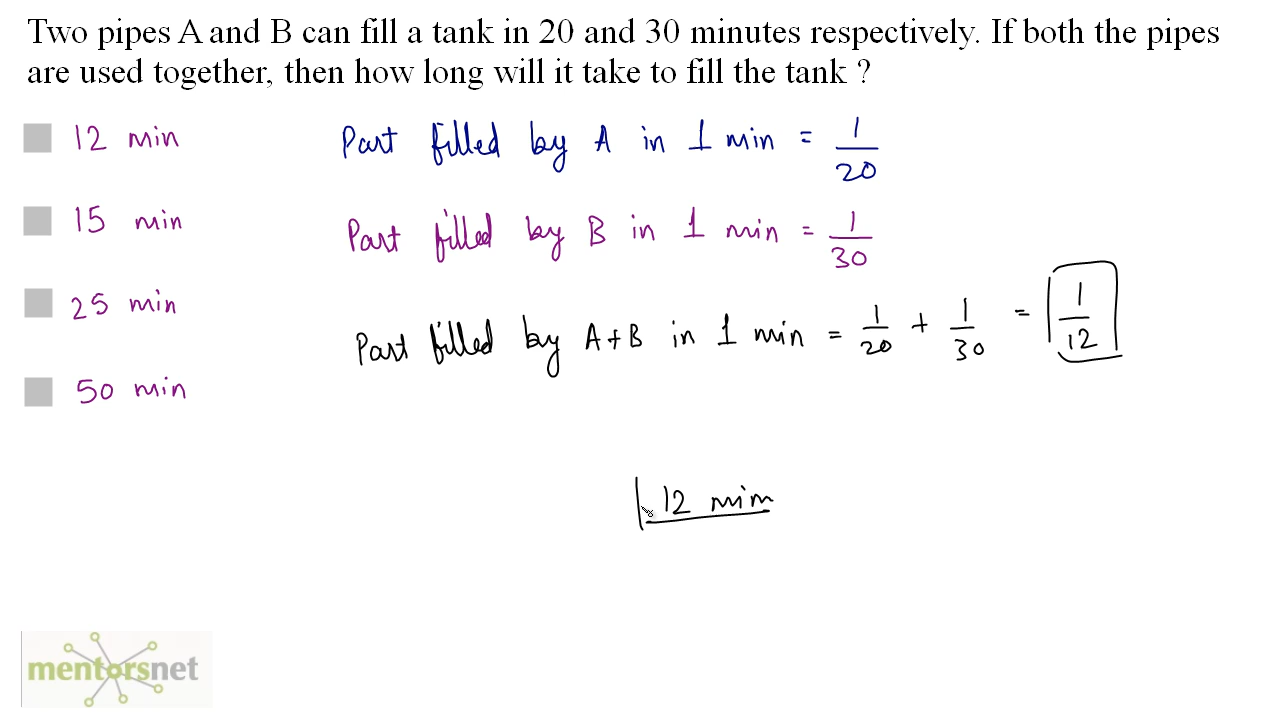 Two pipes A and B can fill a tank in 20 and 30 minutes respectively. If both the pipes
are used together, then how long will it take to fill the tank ?
12 min
15 min
25 min
50 min
Part filled by A in 1 min = 1/20
Part filled by B in 1 min = 1/30
Part filled by A+B in 1 min = 1/20 + 1/30 = 1/12
12 min
mentorsnet